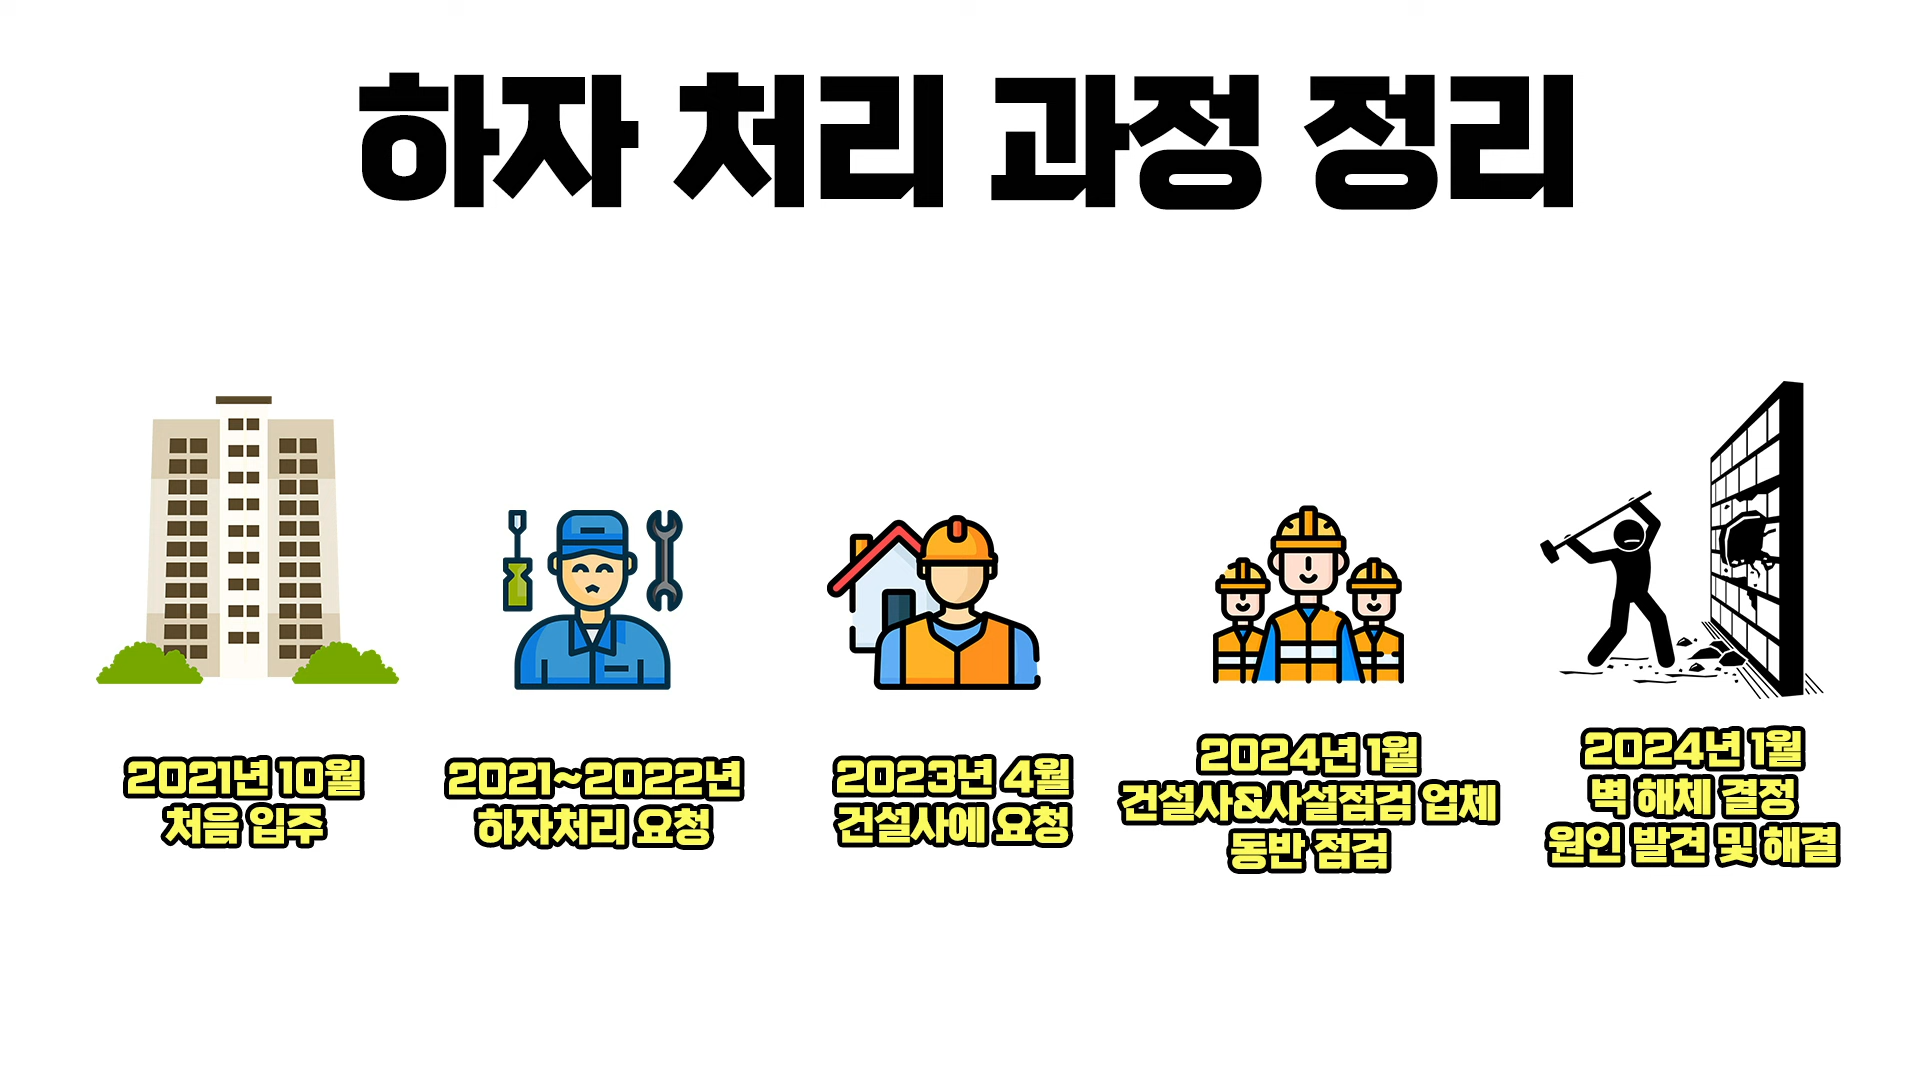 하자 처리 과정 정리
2021년 10월
처음 입주
2021~2022년
하자처리 요청
2023년 4월
건설사에 요청
2024년 1월
건설사&사설점검 업체
동반 점검
2024년 1월
벽 해체 결정
원인 발견 및 해결